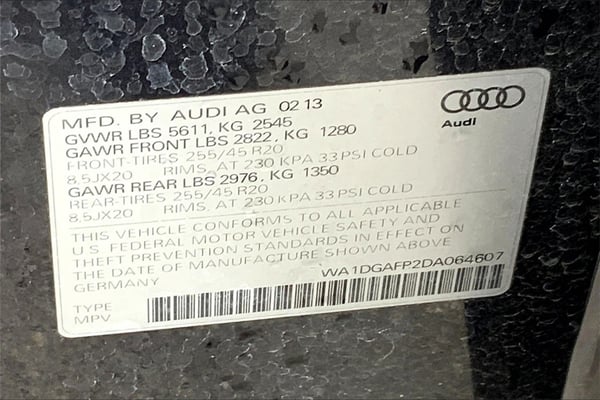 MFD. BY AUDI AG 02 13
GVWR LBS 5611, KG 2545
GAWR FRONT LBS 2822, KG 1280
FRONT-TIRES 255/45 R20
8,5JX20 RIMS, AT 230 KPA 33 PSI COLD
GAWR REAR LBS 2976, KG 1350
REAR-TIRES 255/45 R20
8,5JX20 RIMS, AT 230 KPA 33 PSI COLD
Audi
THIS VEHICLE CONFORMS TO ALL APPLICABLE
U.S. FEDERAL MOTOR VEHICLE SAFETY AND
THEFT PREVENTION STANDARDS IN EFFECT ON
THE DATE OF MANUFACTURE SHOWN ABOVE
GERMANY
WA1DGAFP2DA064607
TYPE
MPV